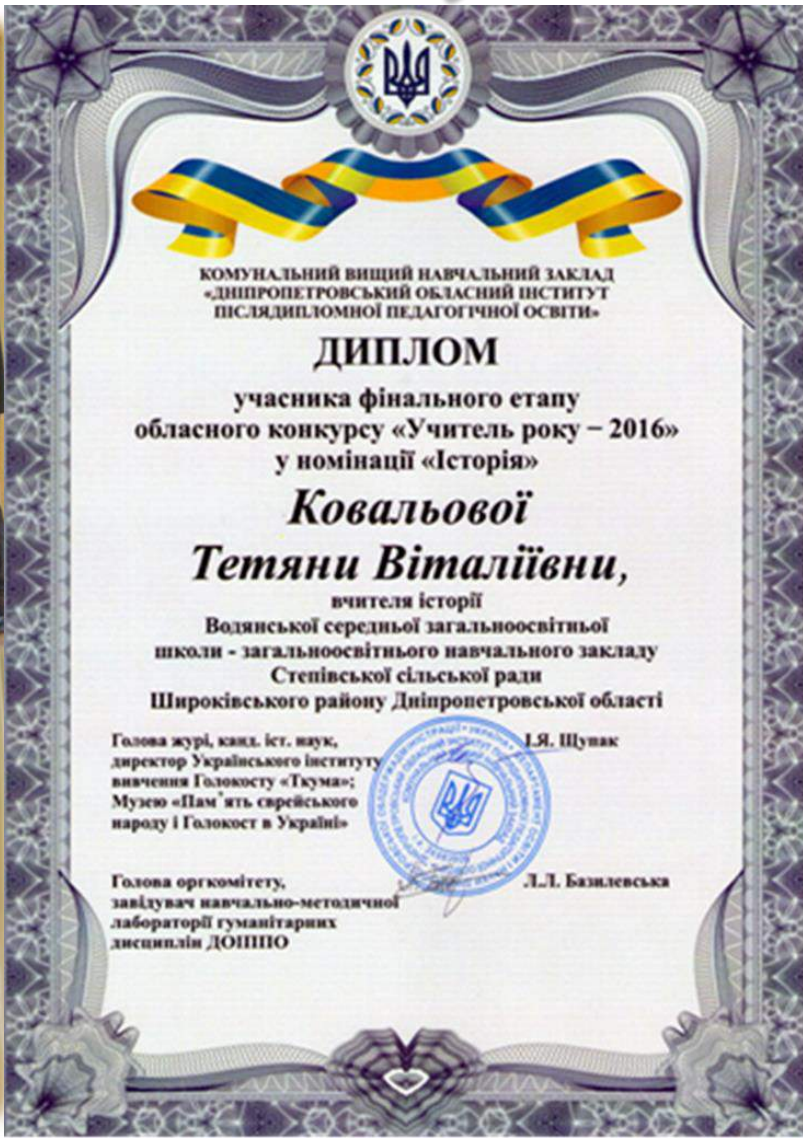 КОМУНАЛЬНИЙ ВИЩИЙ НАВЧАЛЬНИЙ ЗАКЛАД
«ДНІПРОПЕТРОВСЬКИЙ ОБЛАСНИЙ ІНСТИТУТ
ПІСЛЯДИПЛОМНОЇ ПЕДАГОГІЧНОЇ ОСВІТИ»
ДИПЛОМ
учасника фінального етапу
обласного конкурсу «Учитель року – 2016»
у номінації «Історія»
Ковальової
Тетяни Віталіївни,
вчителя історії
Водянської середньої загальноосвітньої
школи - загальноосвітнього навчального закладу
Степівської сільської ради
Широківського району Дніпропетровської області
Голова журі, канд. іст. наук,
директор Українського інституту
вивчення Голокосту «Ткума»;
Музею «Пам'ять єврейського
народу і Голокост в Україні»
І.Я. Щупак
Голова оргкомітету,
завідувач навчально-методичної
лабораторії гуманітарних
дисциплін ДОІППО
Л.Л. Базилевська